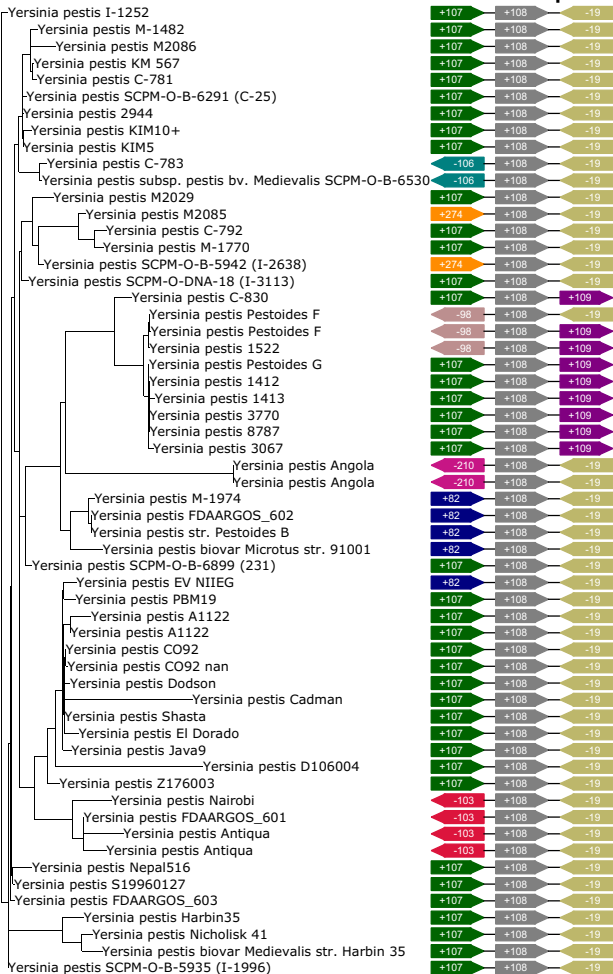 Yersinia pestis I-1252 +107 +108 -19
Yersinia pestis M-1482 +107 +108 -19
Yersinia pestis M2086 +107 +108 -19
Yersinia pestis KM 567 +107 +108 -19
Yersinia pestis C-781 +107 +108 -19
Yersinia pestis SCPM-O-B-6291 (C-25) +107 +108 -19
Yersinia pestis 2944 +107 +108 -19
Yersinia pestis KIM10+ +107 +108 -19
Yersinia pestis KIM5 +107 +108 -19
Yersinia pestis C-783 -106 +108 -19
Yersinia pestis subsp. pestis bv. Medievalis SCPM-O-B-6530 -106 +108 -19
Yersinia pestis M2029 +107 +108 -19
Yersinia pestis M2085 +274 +108 -19
Yersinia pestis C-792 +107 +108 -19
Yersinia pestis M-1770 +107 +108 -19
Yersinia pestis SCPM-O-B-5942 (I-2638) +274 +108 -19
Yersinia pestis SCPM-O-DNA-18 (I-3113) +107 +108 -19
Yersinia pestis C-830 +107 +108 +109
Yersinia pestis Pestoides F -98 +108 -19
Yersinia pestis Pestoides F -98 +108 +109
Yersinia pestis 1522 -98 +108 +109
Yersinia pestis Pestoides G +107 +108 +109
Yersinia pestis 1412 +107 +108 +109
Yersinia pestis 1413 +107 +108 +109
Yersinia pestis 3770 +107 +108 +109
Yersinia pestis 8787 +107 +108 +109
Yersinia pestis 3067 +107 +108 +109
Yersinia pestis Angola -210 +108 -19
Yersinia pestis Angola -210 +108 -19
Yersinia pestis M-1974 +82 +108 -19
Yersinia pestis FDAARGOS_602 +82 +108 -19
Yersinia pestis str. Pestoides B +82 +108 -19
Yersinia pestis biovar Microtus str. 91001 +82 +108 -19
Yersinia pestis SCPM-O-B-6899 (231) +107 +108 -19
Yersinia pestis EV NIIEG +82 +108 -19
Yersinia pestis PBM19 +107 +108 -19
Yersinia pestis A1122 +107 +108 -19
Yersinia pestis A1122 +107 +108 -19
Yersinia pestis CO92 +107 +108 -19
Yersinia pestis CO92 nan +107 +108 -19
Yersinia pestis Dodson +107 +108 -19
Yersinia pestis Cadman +107 +108 -19
Yersinia pestis Shasta +107 +108 -19
Yersinia pestis El Dorado +107 +108 -19
Yersinia pestis Java9 +107 +108 -19
Yersinia pestis D106004 +107 +108 -19
Yersinia pestis Z176003 +107 +108 -19
Yersinia pestis Nairobi -103 +108 -19
Yersinia pestis FDAARGOS_601 -103 +108 -19
Yersinia pestis Antiqua -103 +108 -19
Yersinia pestis Antiqua -103 +108 -19
Yersinia pestis Nepal516 +107 +108 -19
Yersinia pestis S19960127 +107 +108 -19
Yersinia pestis FDAARGOS_603 +107 +108 -19
Yersinia pestis Harbin35 +107 +108 -19
Yersinia pestis Nicholisk 41 +107 +108 -19
Yersinia pestis biovar Medievalis str. Harbin 35 +107 +108 -19
Yersinia pestis SCPM-O-B-5935 (I-1996) +107 +108 -19